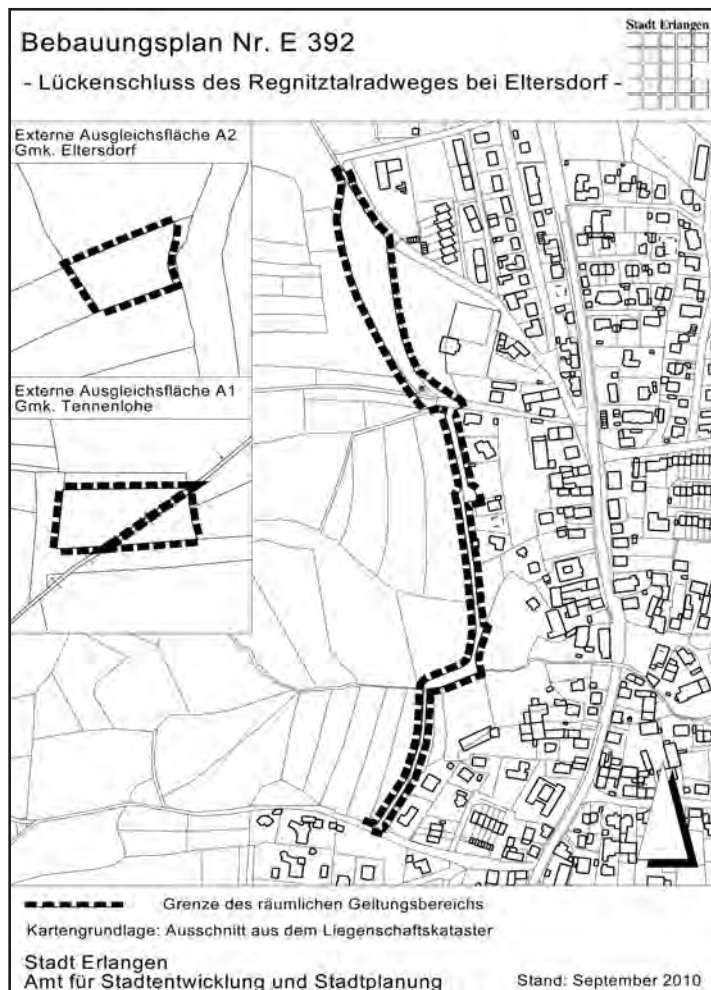 Bebauungsplan Nr. E 392
- Lückenschluss des Regnitztalradweges bei Eltersdorf -
Stadt Erlangen
Externe Ausgleichsfläche A2
Gmk. Eltersdorf
Externe Ausgleichsfläche A1
Gmk. Tennenlohe
Grenze des räumlichen Geltungsbereichs
Kartengrundlage: Ausschnitt aus dem Liegenschaftskataster
Stadt Erlangen
Amt für Stadtentwicklung und Stadtplanung
Stand: September 2010